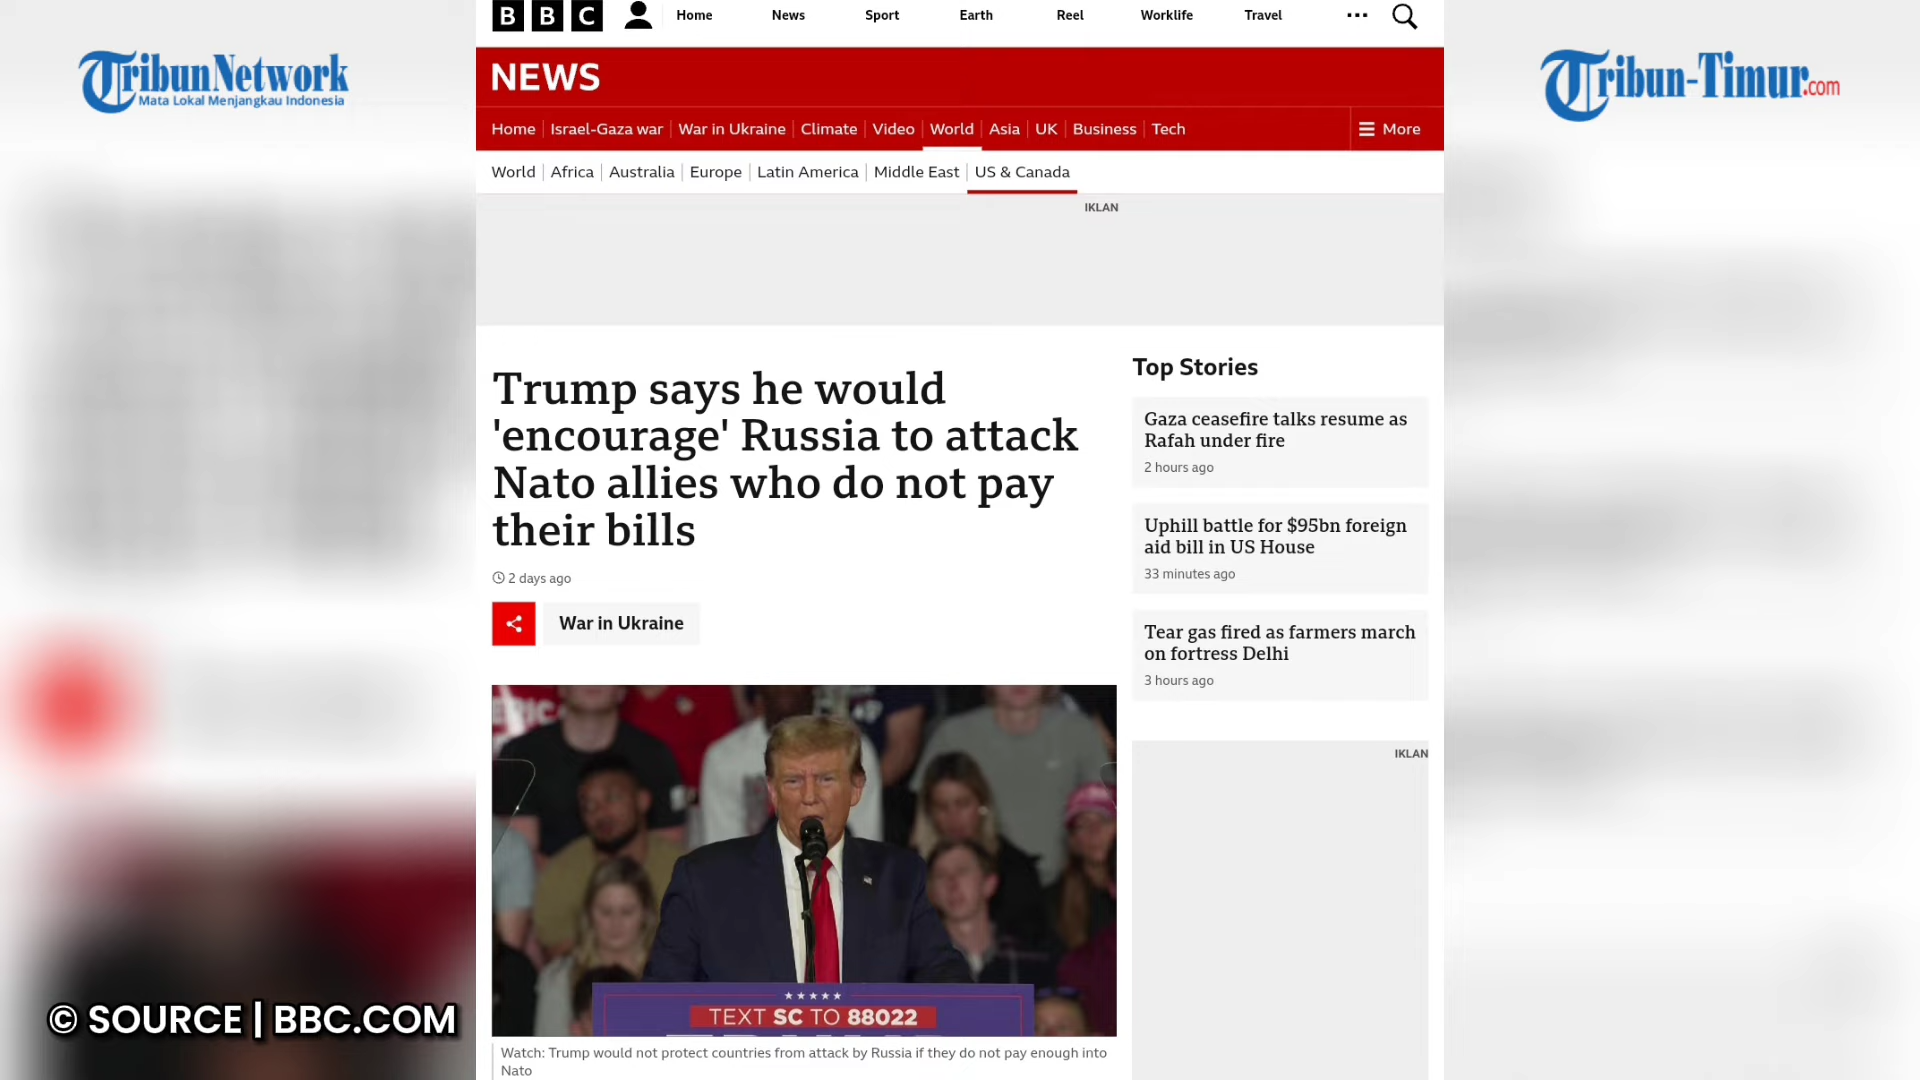 TribunNetwork
Mata Lokal Menjangkau Indonesia
Tribun-Timur.com
BBC
Home News Sport Earth Reel Worklife Travel
NEWS
Home Israel-Gaza war War in Ukraine Climate Video World Asia UK Business Tech More
World Africa Australia Europe Latin America Middle East US & Canada
IKLAN
Trump says he would
'encourage' Russia to attack
Nato allies who do not pay
their bills
2 days ago
War in Ukraine
Top Stories
Gaza ceasefire talks resume as
Rafah under fire
2 hours ago
Uphill battle for $95bn foreign
aid bill in US House
33 minutes ago
Tear gas fired as farmers march
on fortress Delhi
3 hours ago
IKLAN
TEXT SC TO 88022
Watch: Trump would not protect countries from attack by Russia if they do not pay enough into
Nato
© SOURCE | BBC.COM